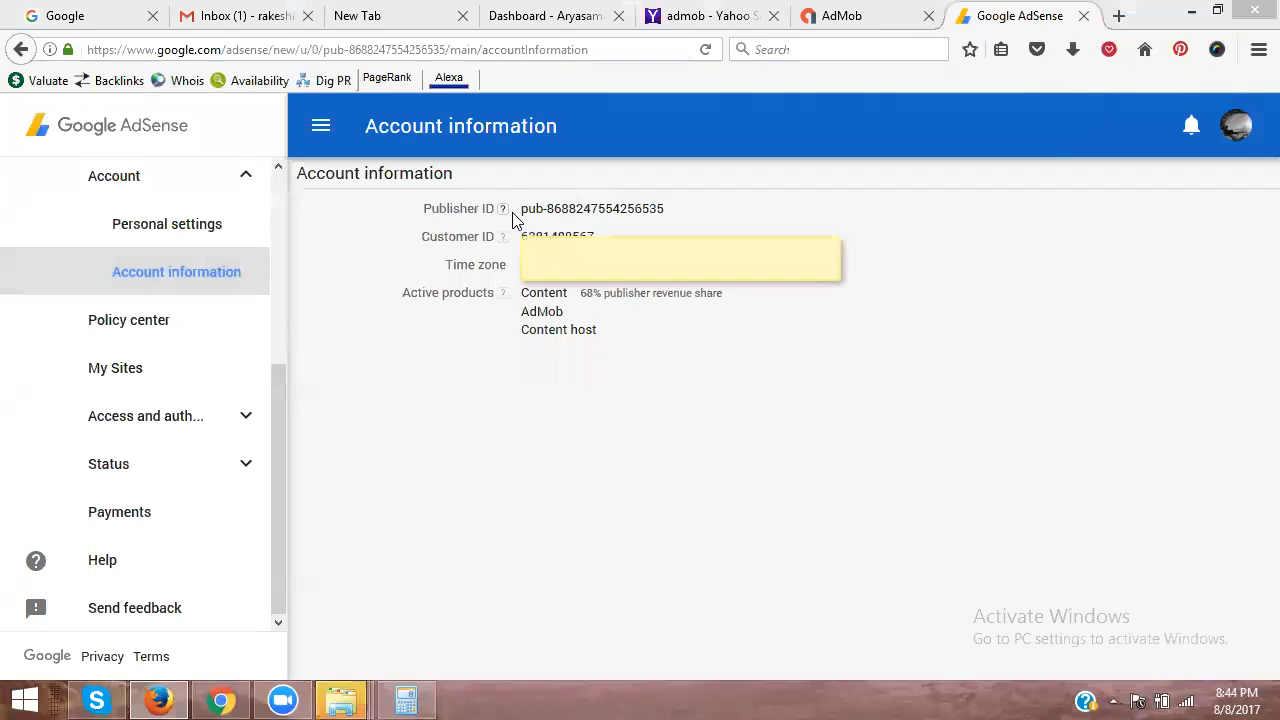 Google
Inbox (1) - rakesh
New Tab
Dashboard - Aryasam
admob - Yahoo S
AdMob
Google AdSense
https://www.google.com/adsense/new/u/0/pub-8688247554256535/main/accountInformation
Search
Valuate
Backlinks
Whois
Availability
Dig PR
PageRank
Alexa
Google AdSense
Account information
Account
Personal settings
Account information
Policy center
My Sites
Access and auth...
Status
Payments
Help
Send feedback
Google Privacy Terms
Account information
Publisher ID ? pub-8688247554256535
Customer ID ?
Time zone
Active products ? Content 68% publisher revenue share
AdMob
Content host
Activate Windows
Go to PC settings to activate Windows.
8:44 PM
8/8/2017